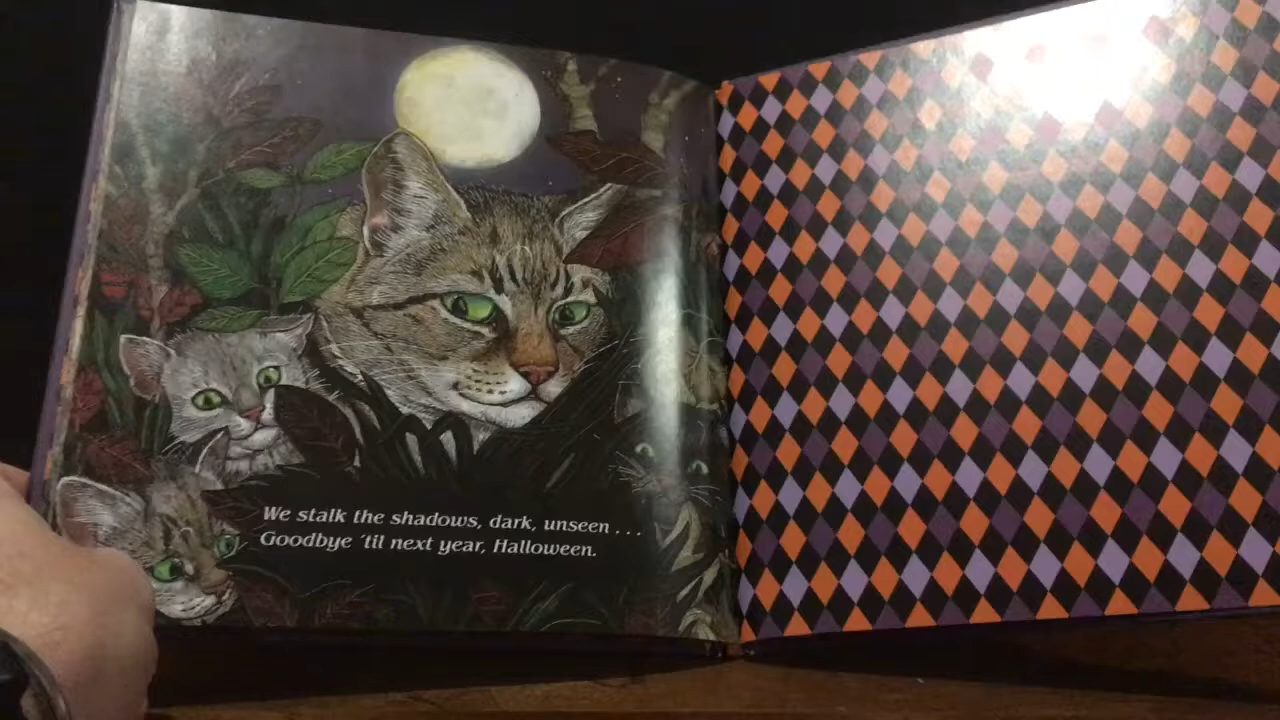 We stalk the shadows, dark, unseen . . .
Goodbye 'til next year, Halloween.